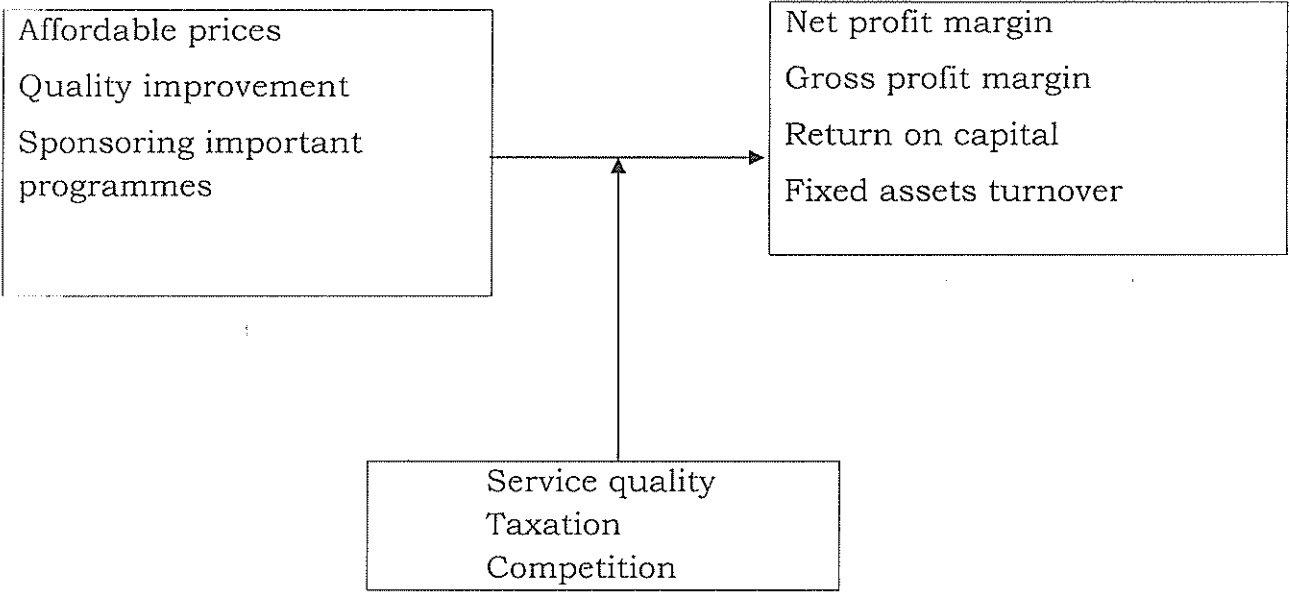 Affordable prices
Quality improvement
Sponsoring important
programmes
Net profit margin
Gross profit margin
Return on capital
Fixed assets turnover
Service quality
Taxation
Competition